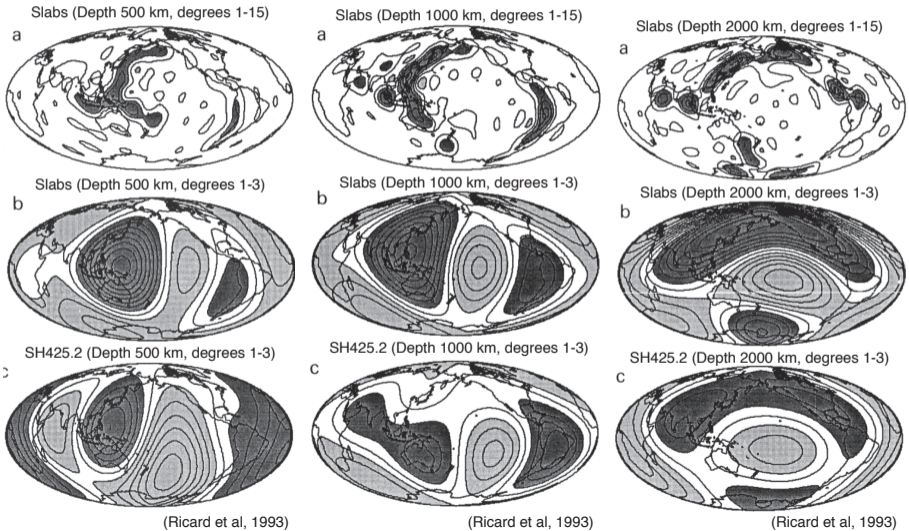 Slabs (Depth 500 km, degrees 1-15)
a
Slabs (Depth 500 km, degrees 1-3)
b
SH425.2 (Depth 500 km, degrees 1-3)
c
(Ricard et al, 1993)
Slabs (Depth 1000 km, degrees 1-15)
a
Slabs (Depth 1000 km, degrees 1-3)
b
SH425.2 (Depth 1000 km, degrees 1-3)
c
(Ricard et al, 1993)
Slabs (Depth 2000 km, degrees 1-15)
a
Slabs (Depth 2000 km, degrees 1-3)
b
SH425.2 (Depth 2000 km, degrees 1-3)
c
(Ricard et al, 1993)